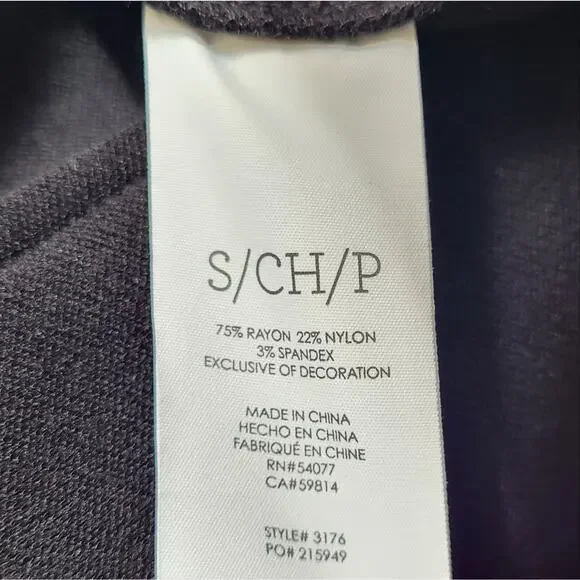 S/CH/P
75% RAYON 22% NYLON
3% SPANDEX
EXCLUSIVE OF DECORATION
MADE IN CHINA
HECHO EN CHINA
FABRIQUÉ EN CHINE
RN#54077
CA#59814
STYLE# 3176
PO# 215949